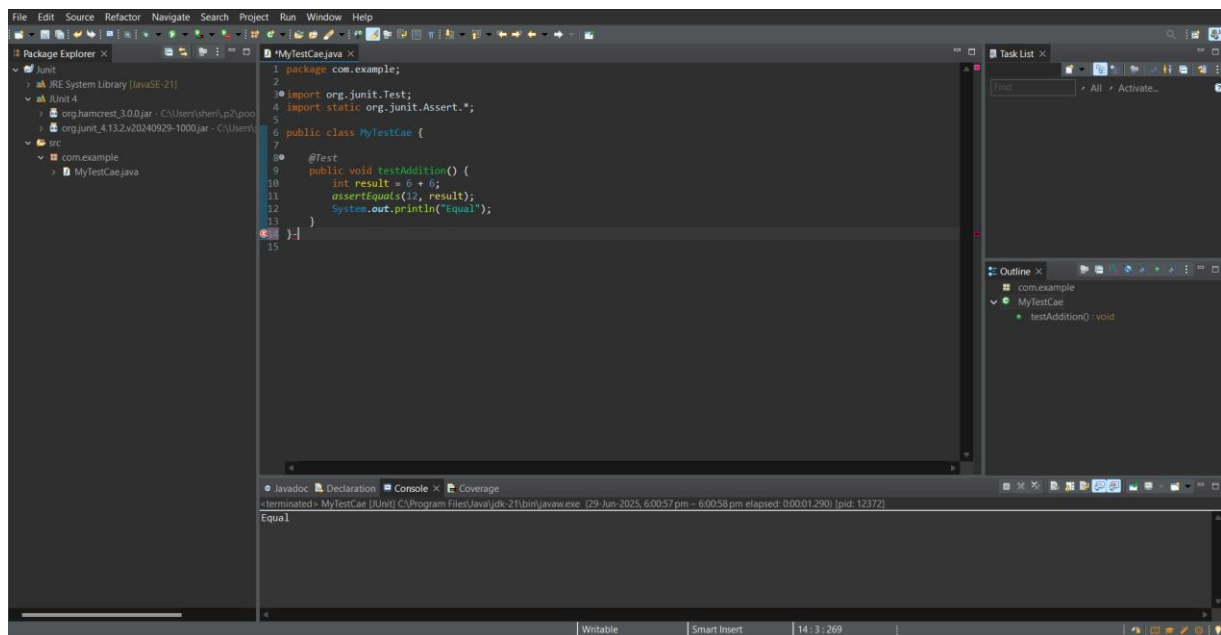 File Edit Source Refactor Navigate Search Project Run Window Help
Package Explorer
Junit
JRE System Library [JavaSE-21]
JUnit 4
org.hamcrest_3.0.0.jar - C:\Users\sheri\.p2\poo
org.junit_4.13.2.v20240929-1000.jar - C:\Users\
src
com.example
MyTestCae.java
*MyTestCae.java
1 package com.example;
2
3 import org.junit.Test;
4 import static org.junit.Assert.*;
5
6 public class MyTestCae {
7
8 @Test
9 public void testAddition() {
10 int result = 6 + 6;
11 assertEquals(12, result);
12 System.out.println("Equal");
13 }
14 }-
15
Task List
Find
All
Activate...
Outline
com.example
MyTestCae
testAddition() : void
Javadoc Declaration Console Coverage
<terminated> MyTestCae [JUnit] C:\Program Files\Java\jdk-21\bin\javaw.exe (29-Jun-2025, 6:00:57 pm – 6:00:58 pm elapsed: 0:00:01.290) [pid: 12372]
Equal
Writable Smart Insert 14 : 3 : 269